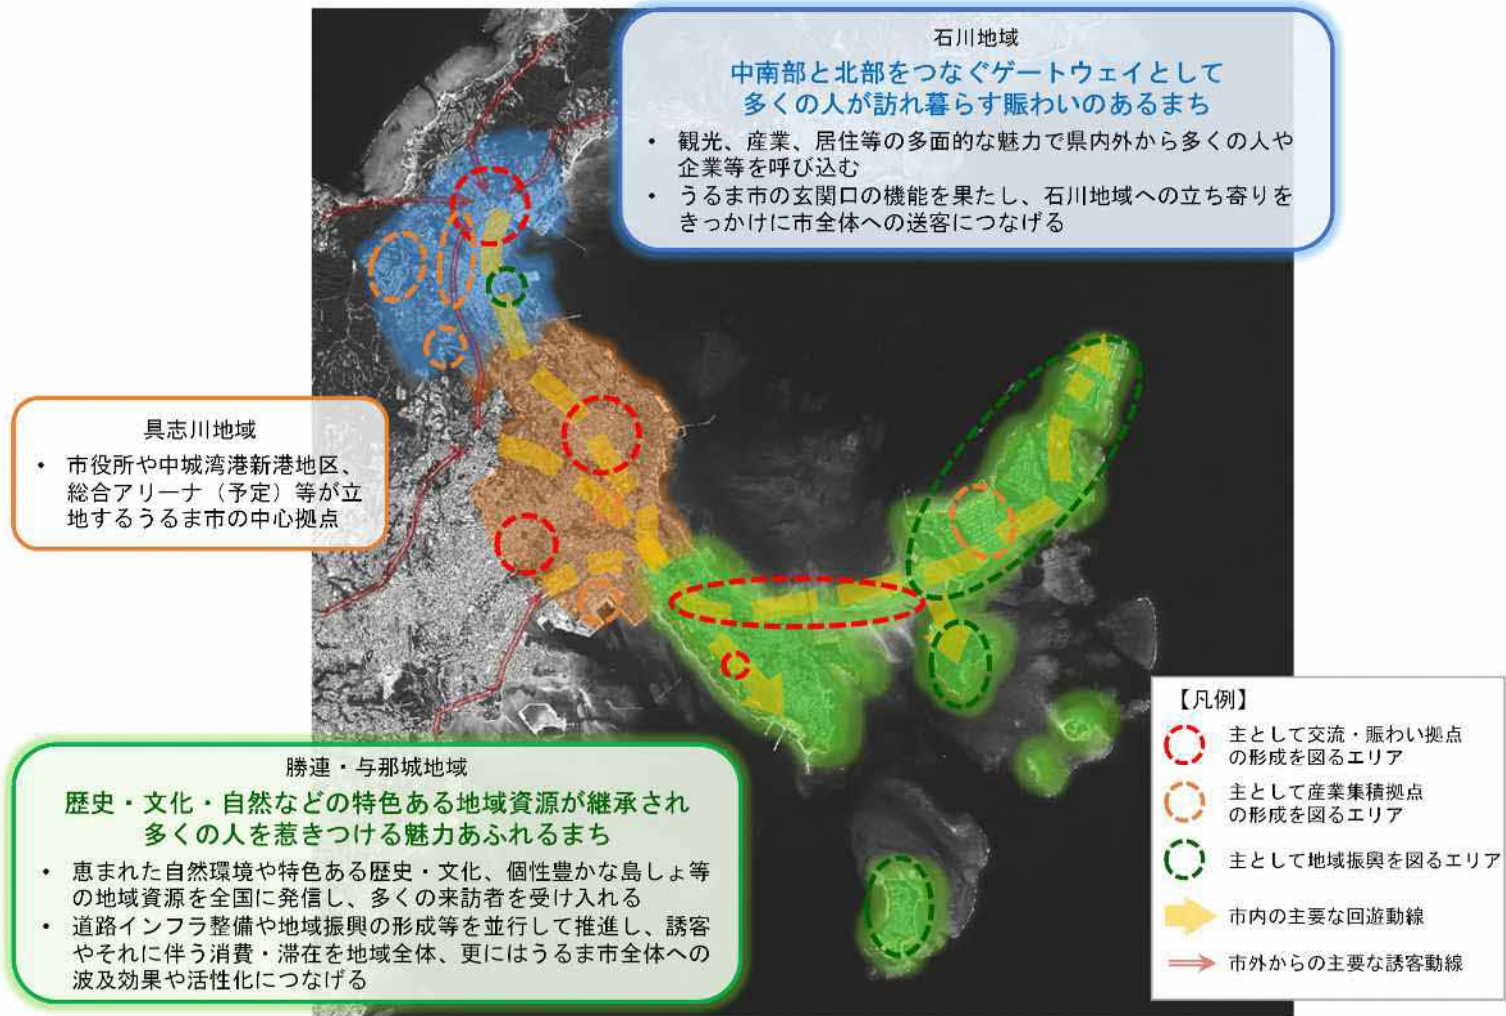 石川地域
中南部と北部をつなぐゲートウェイとして
多くの人が訪れ暮らす賑わいのあるまち
• 観光、産業、居住等の多面的な魅力で県内外から多くの人や
企業等を呼び込む
• うるま市の玄関口の機能を果たし、石川地域への立ち寄りを
きっかけに市全体への送客につなげる
具志川地域
• 市役所や中城湾港新港地区、
総合アリーナ（予定）等が立
地するうるま市の中心拠点
勝連・与那城地域
歴史・文化・自然などの特色ある地域資源が継承され
多くの人を惹きつける魅力あふれるまち
• 恵まれた自然環境や特色ある歴史・文化、個性豊かな島しょ等
の地域資源を全国に発信し、多くの来訪者を受け入れる
• 道路インフラ整備や地域振興の形成等を並行して推進し、誘客
やそれに伴う消費・滞在を地域全体、更にはうるま市全体への
波及効果や活性化につなげる
【凡例】
主として交流・賑わい拠点
の形成を図るエリア
主として産業集積拠点
の形成を図るエリア
主として地域振興を図るエリア
市内の主要な回遊動線
市外からの主要な誘客動線